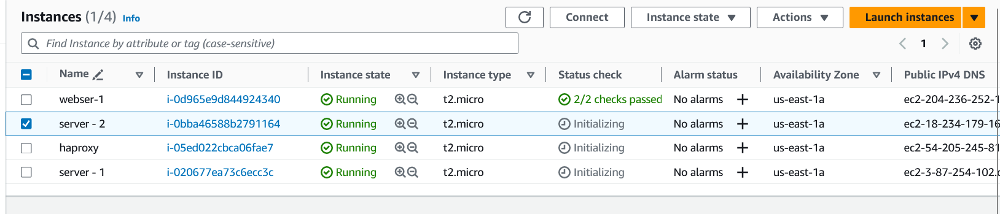 Instances (1/4) Info Connect Instance state Actions Launch instances
Find Instance by attribute or tag (case-sensitive) 1
Name Instance ID Instance state Instance type Status check Alarm status Availability Zone Public IPv4 DNS
webser-1 i-0d965e9d844924340 Running t2.micro 2/2 checks passed No alarms us-east-1a ec2-204-236-252-1
server - 2 i-0bba46588b2791164 Running t2.micro Initializing No alarms us-east-1a ec2-18-234-179-16
haproxy i-05ed022cbca06fae7 Running t2.micro Initializing No alarms us-east-1a ec2-54-205-245-81
server - 1 i-020677ea73c6ecc3c Running t2.micro Initializing No alarms us-east-1a ec2-3-87-254-102.